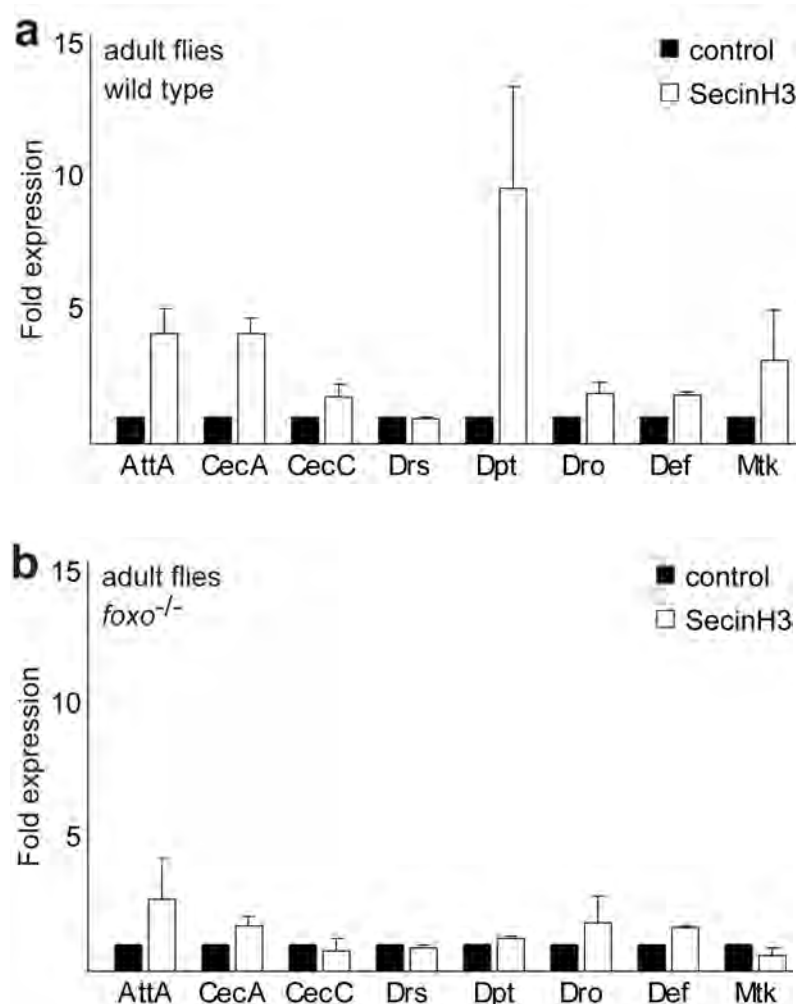 a
15
adult flies
wild type
control
SecinH3
10
5
Fold expression
AttA CecA CecC Drs Dpt Dro Def Mtk
b
15
adult flies
foxo-/-
control
SecinH3
10
5
Fold expression
AttA CecA CecC Drs Dpt Dro Def Mtk